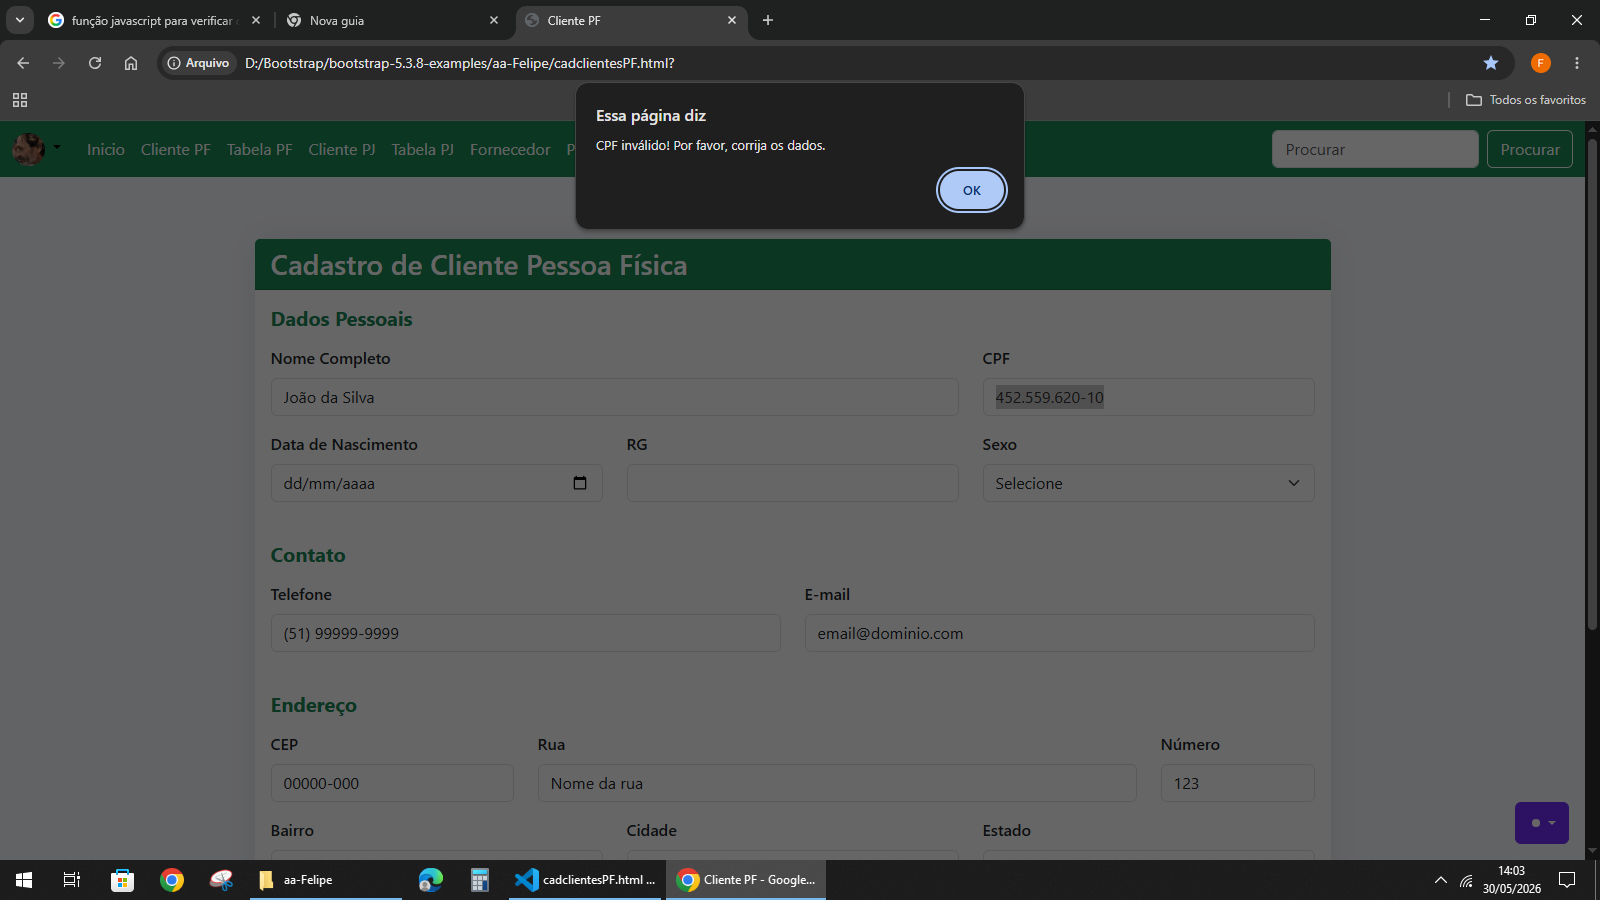 função javascript para verificar
Nova guia
Cliente PF
Arquivo
D:/Bootstrap/bootstrap-5.3.8-examples/aa-Felipe/cadclientesPF.html?
F
Todos os favoritos
Essa página diz
CPF inválido! Por favor, corrija os dados.
OK
Inicio
Cliente PF
Tabela PF
Cliente PJ
Tabela PJ
Fornecedor
P
Procurar
Procurar
Cadastro de Cliente Pessoa Física
Dados Pessoais
Nome Completo
CPF
João da Silva
452.559.620-10
Data de Nascimento
RG
Sexo
dd/mm/aaaa
Selecione
Contato
Telefone
E-mail
(51) 99999-9999
email@dominio.com
Endereço
CEP
Rua
Número
00000-000
Nome da rua
123
Bairro
Cidade
Estado
aa-Felipe
cadclientesPF.html ...
Cliente PF - Google...
14:03
30/05/2026